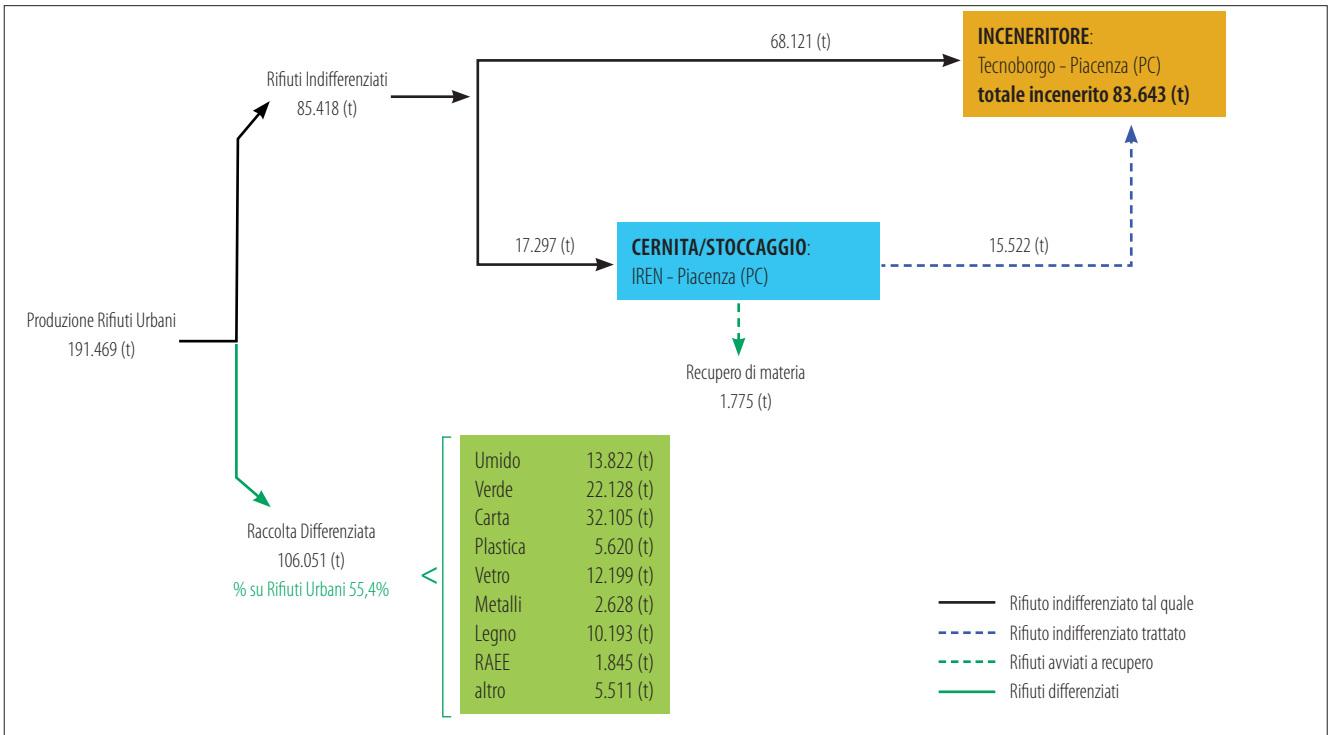 68.121 (t)
INCENERITORE:
Tecnoborgo - Piacenza (PC)
totale incenerito 83.643 (t)
Rifiuti Indifferenziati
85.418 (t)
17.297 (t)
CERNITA/STOCCAGGIO:
IREN - Piacenza (PC)
15.522 (t)
Produzione Rifiuti Urbani
191.469 (t)
Recupero di materia
1.775 (t)
Raccolta Differenziata
106.051 (t)
% su Rifiuti Urbani 55,4%
<
Umido 13.822 (t)
Verde 22.128 (t)
Carta 32.105 (t)
Plastica 5.620 (t)
Vetro 12.199 (t)
Metalli 2.628 (t)
Legno 10.193 (t)
RAEE 1.845 (t)
altro 5.511 (t)
Rifiuto indifferenziato tal quale
Rifiuto indifferenziato trattato
Rifiuti avviati a recupero
Rifiuti differenziati